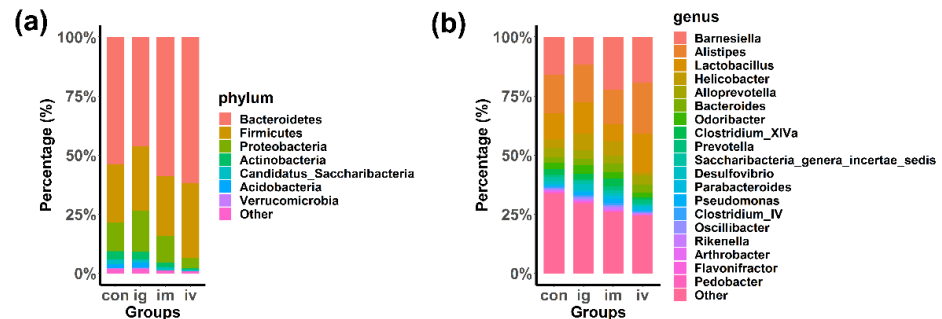 (a)
100%
75%
50%
25%
0%
Percentage (%)
con ig im iv
Groups
phylum
Bacteroidetes
Firmicutes
Proteobacteria
Actinobacteria
Candidatus_Saccharibacteria
Acidobacteria
Verrucomicrobia
Other
(b)
100%
75%
50%
25%
0%
Percentage (%)
con ig im iv
Groups
genus
Barnesiella
Alistipes
Lactobacillus
Helicobacter
Alloprevotella
Bacteroides
Odoribacter
Clostridium_XIVa
Prevotella
Saccharibacteria_genera_incertae_sedis
Desulfovibrio
Parabacteroides
Pseudomonas
Clostridium_IV
Oscillibacter
Rikenella
Arthrobacter
Flavonifractor
Pedobacter
Other